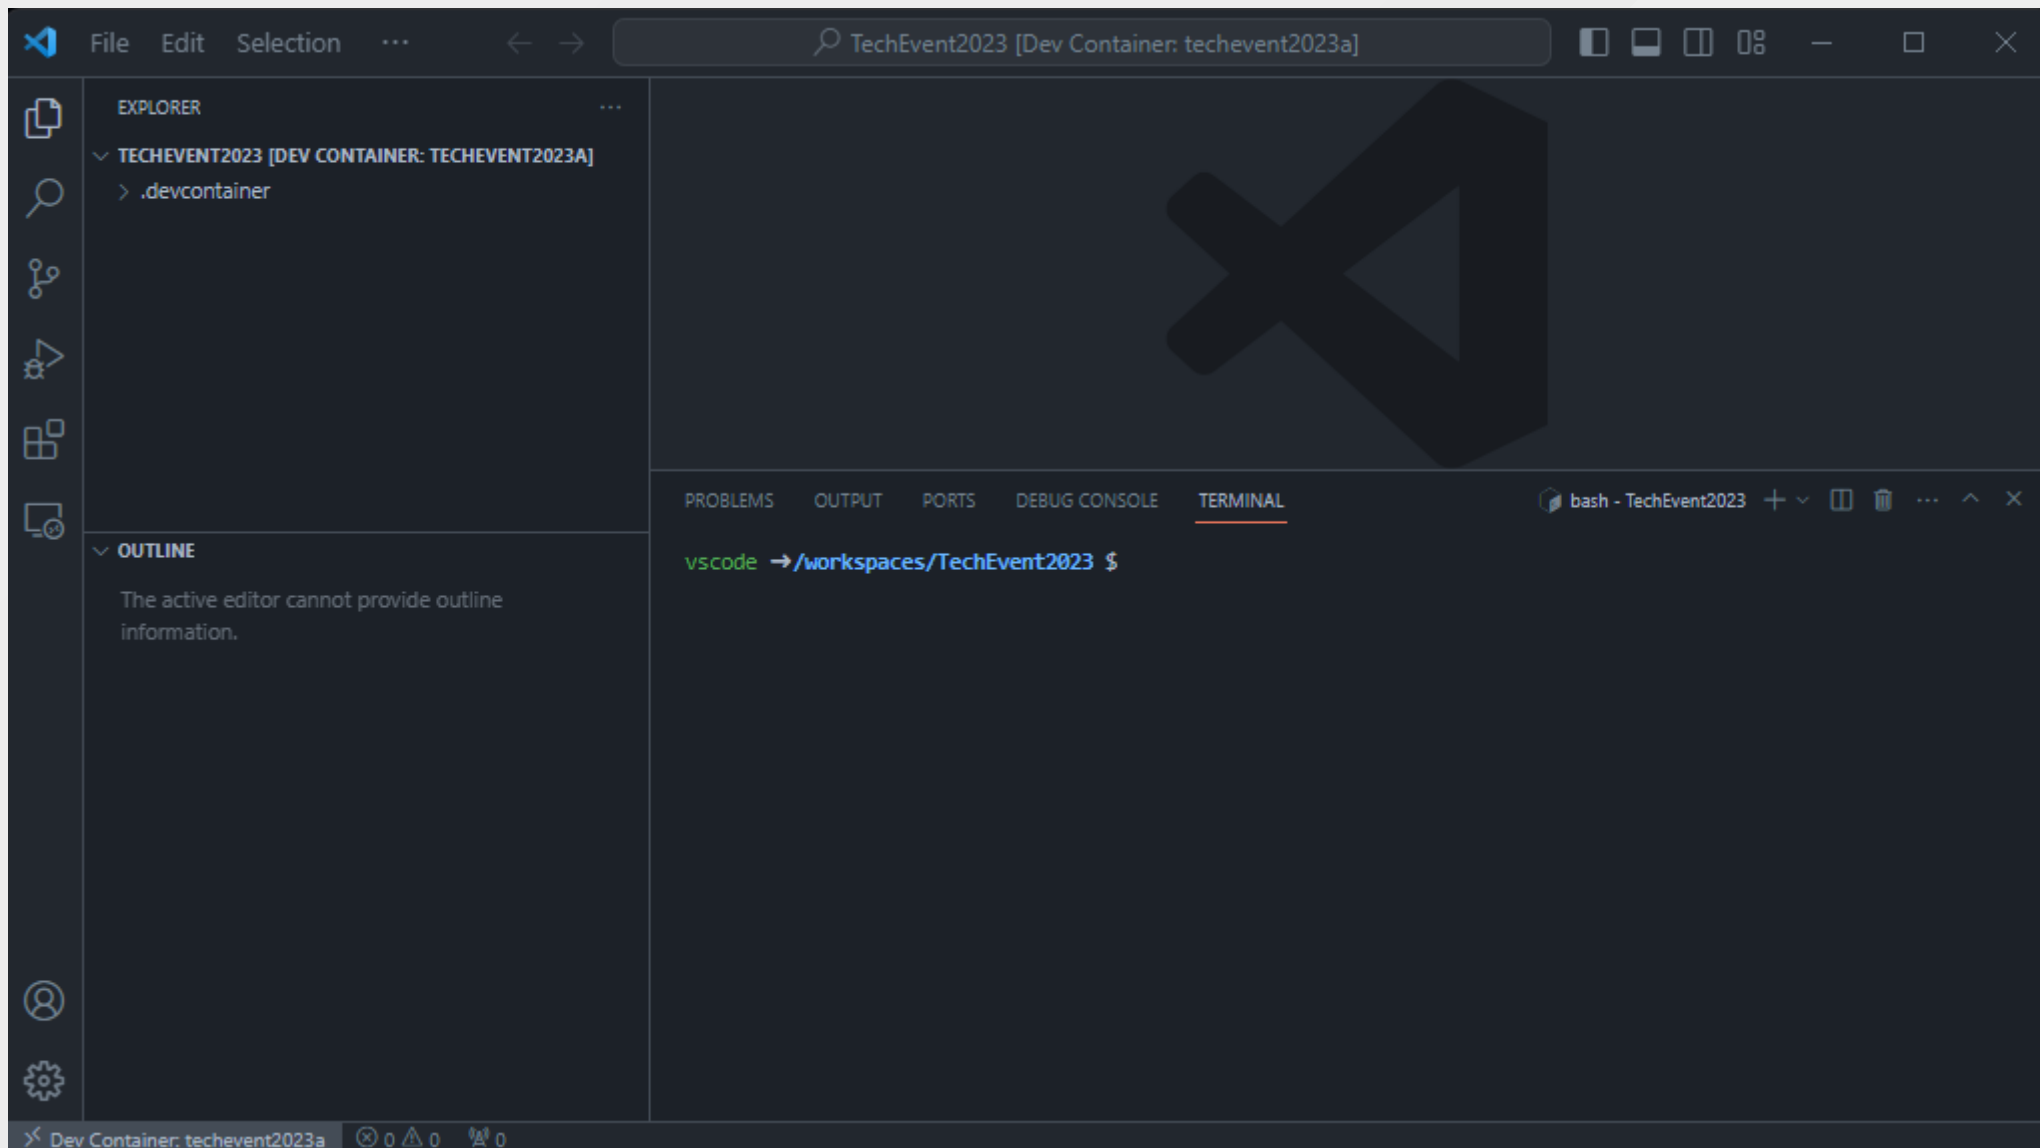 File Edit Selection ···
TechEvent2023 [Dev Container: techevent2023a]
EXPLORER
TECHEVENT2023 [DEV CONTAINER: TECHEVENT2023A]
.devcontainer
OUTLINE
The active editor cannot provide outline
information.
PROBLEMS OUTPUT PORTS DEBUG CONSOLE TERMINAL
bash - TechEvent2023
vscode ➜/workspaces/TechEvent2023 $
Dev Container: techevent2023a 0 0 0